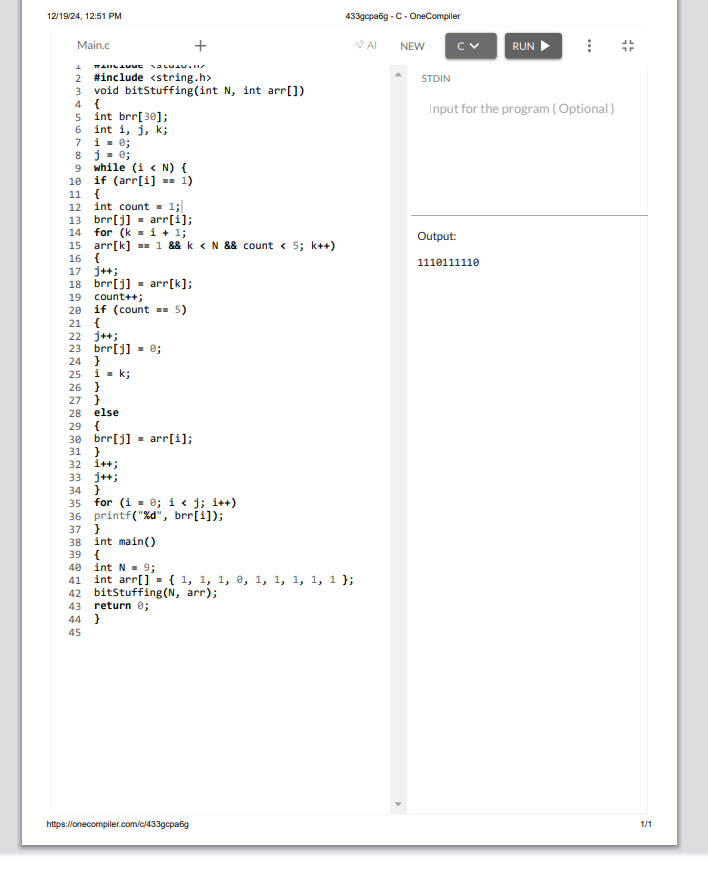 12/19/24, 12:51 PM
433gcpa6g - C - OneCompiler
Main.c
+
AI
NEW
C
RUN
1 #include <stdio.h>
2 #include <string.h>
3 void bitStuffing(int N, int arr[])
4 {
5 int brr[30];
6 int i, j, k;
7 i = 0;
8 j = 0;
9 while (i < N) {
10 if (arr[i] == 1)
11 {
12 int count = 1;
13 brr[j] = arr[i];
14 for (k = i + 1;
15 arr[k] == 1 && k < N && count < 5; k++)
16 {
17 j++;
18 brr[j] = arr[k];
19 count++;
20 if (count == 5)
21 {
22 j++;
23 brr[j] = 0;
24 }
25 i = k;
26 }
27 }
28 else
29 {
30 brr[j] = arr[i];
31 }
32 i++;
33 j++;
34 }
35 for (i = 0; i < j; i++)
36 printf("%d", brr[i]);
37 }
38 int main()
39 {
40 int N = 9;
41 int arr[] = { 1, 1, 1, 0, 1, 1, 1, 1, 1 };
42 bitStuffing(N, arr);
43 return 0;
44 }
45
STDIN
Input for the program ( Optional )
Output:
1110111110
https://onecompiler.com/c/433gcpa6g
1/1